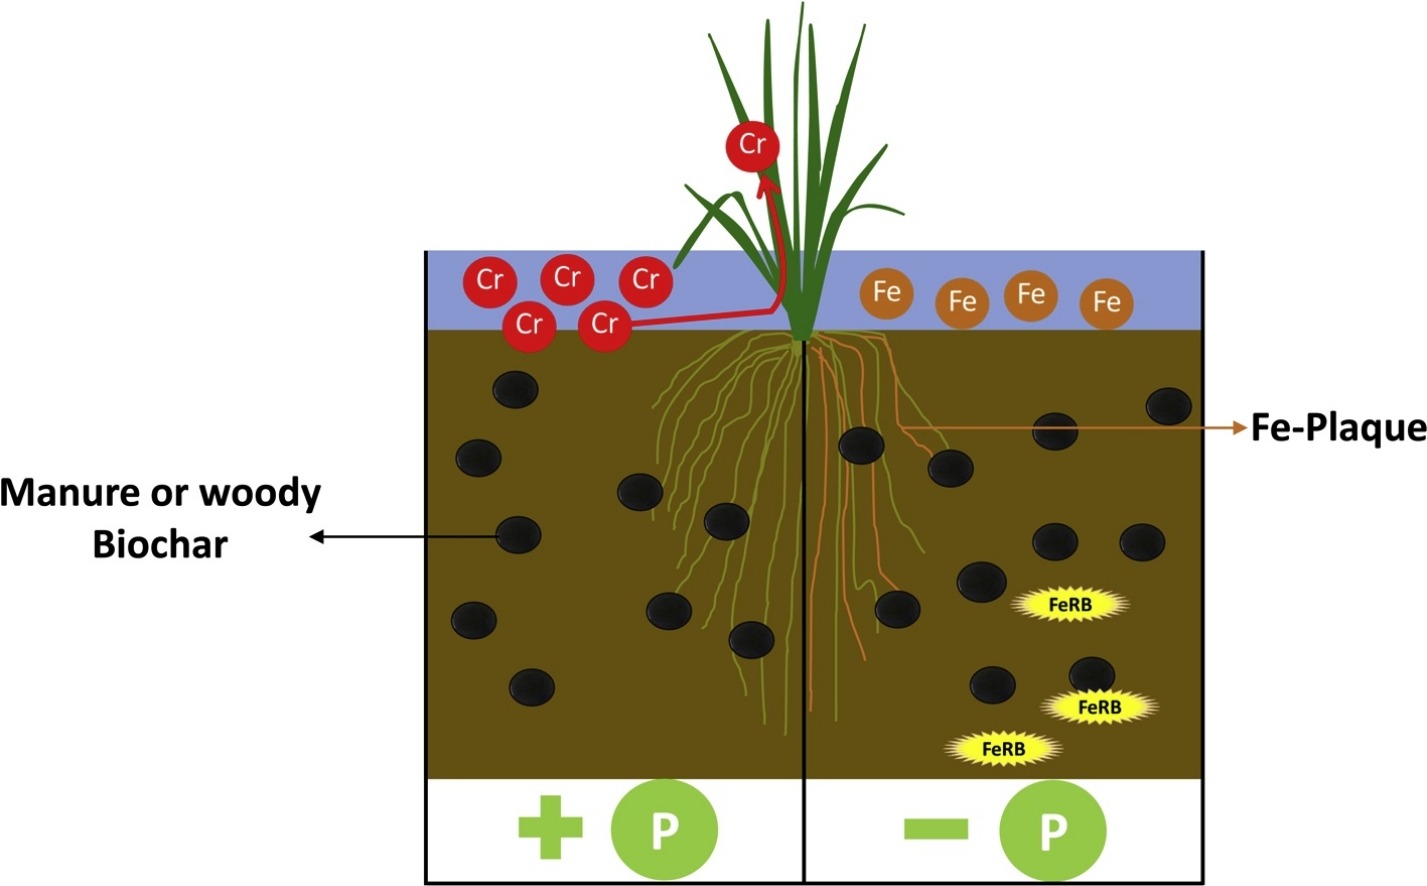 Cr
Cr
Cr
Cr
Cr
Cr
Fe
Fe
Fe
Fe
Fe-Plaque
Manure or woody
Biochar
FeRB
FeRB
FeRB
+ P
− P